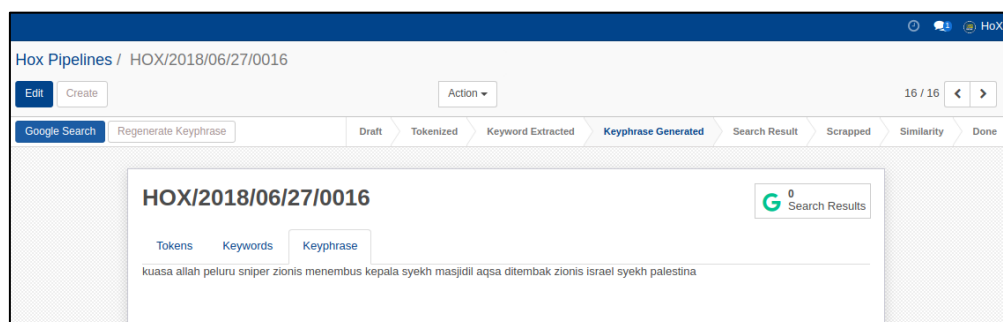 1 HoX
Hox Pipelines / HOX/2018/06/27/0016
Edit Create Action 16 / 16
Google Search Regenerate Keyphrase Draft Tokenized Keyword Extracted Keyphrase Generated Search Result Scrapped Similarity Done
HOX/2018/06/27/0016
G 0
Search Results
Tokens Keywords Keyphrase
kuasa allah peluru sniper zionis menembus kepala syekh masjidil aqsa ditembak zionis israel syekh palestina